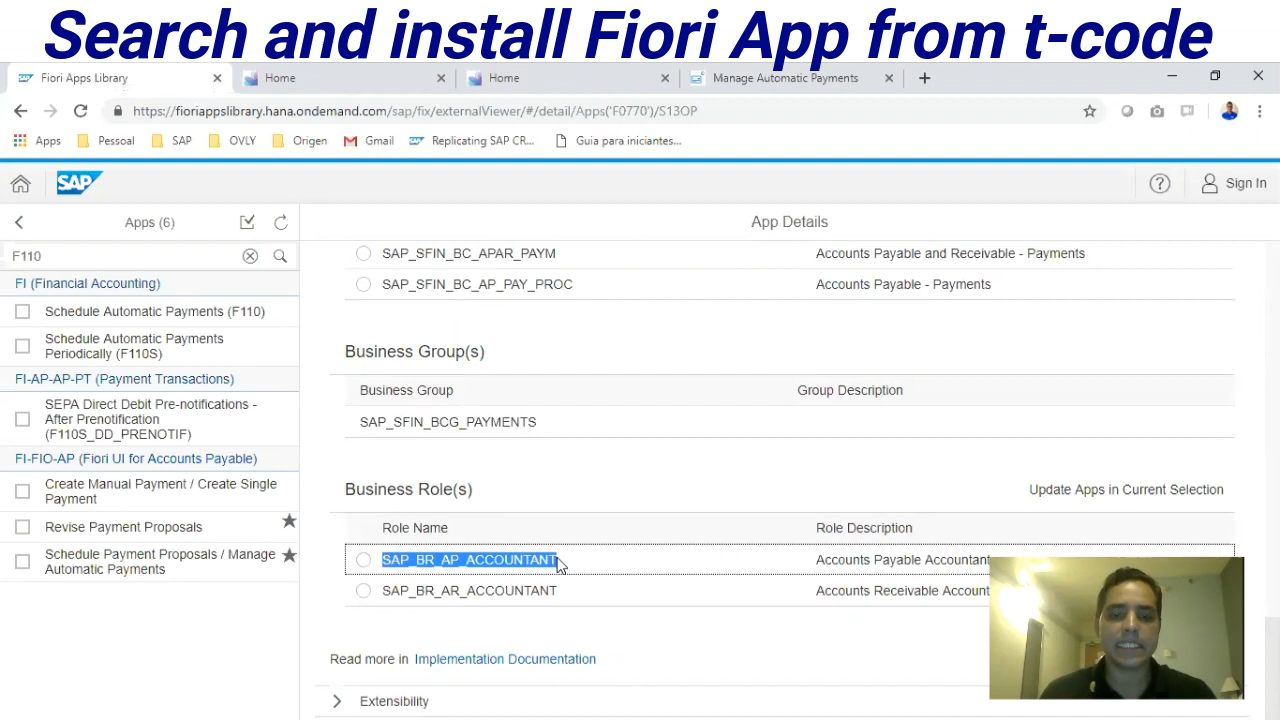 Search and install Fiori App from t-code
Fiori Apps Library
Home
Home
Manage Automatic Payments
https://fioriappslibrary.hana.ondemand.com/sap/fix/externalViewer/#/detail/Apps('F0770')/S13OP
Apps
Pessoal
SAP
OVLY
Origen
Gmail
Replicating SAP CR...
Guia para iniciantes...
SAP
Sign In
Apps (6)
App Details
F110
FI (Financial Accounting)
Schedule Automatic Payments (F110)
Schedule Automatic Payments
Periodically (F110S)
FI-AP-AP-PT (Payment Transactions)
SEPA Direct Debit Pre-notifications -
After Prenotification
(F110S_DD_PRENOTIF)
FI-FIO-AP (Fiori UI for Accounts Payable)
Create Manual Payment / Create Single
Payment
Revise Payment Proposals
Schedule Payment Proposals / Manage
Automatic Payments
SAP_SFIN_BC_APAR_PAYM
Accounts Payable and Receivable - Payments
SAP_SFIN_BC_AP_PAY_PROC
Accounts Payable - Payments
Business Group(s)
Business Group
Group Description
SAP_SFIN_BCG_PAYMENTS
Business Role(s)
Update Apps in Current Selection
Role Name
Role Description
SAP_BR_AP_ACCOUNTANT
Accounts Payable Accountant
SAP_BR_AR_ACCOUNTANT
Accounts Receivable Account
Read more in Implementation Documentation
Extensibility